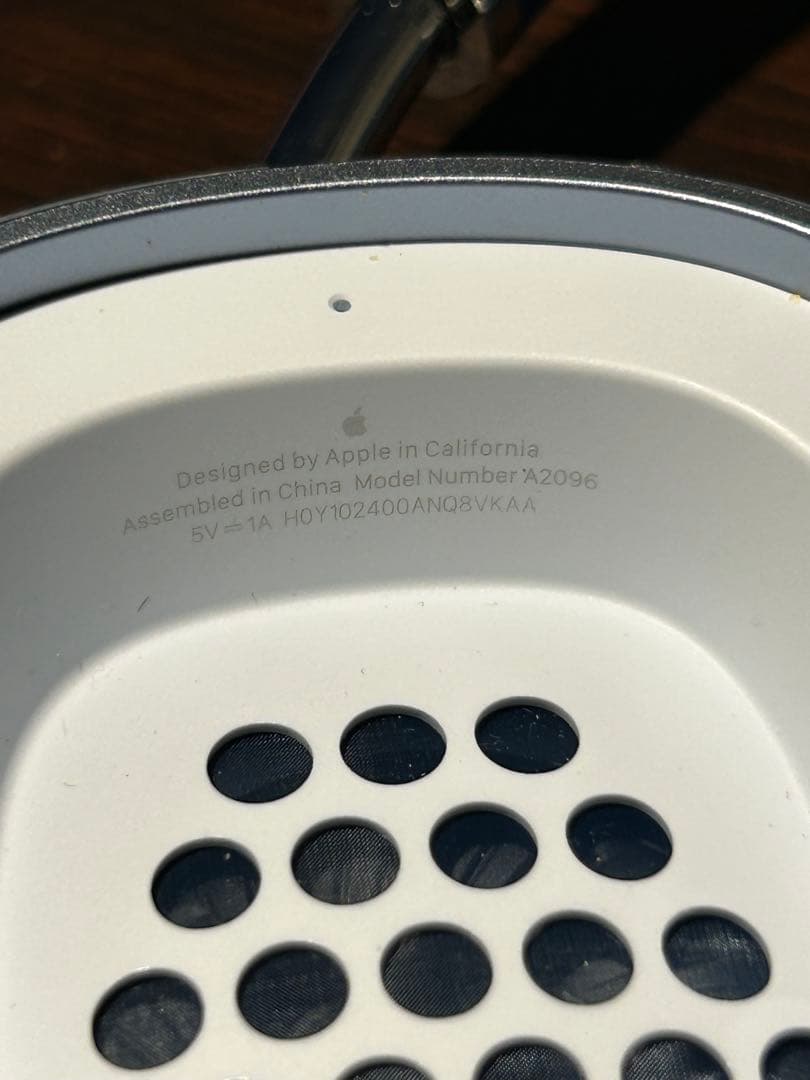 Designed by Apple in California
Assembled in China Model Number A2096
5V⎓1A H0Y102400ANQ8VKAA